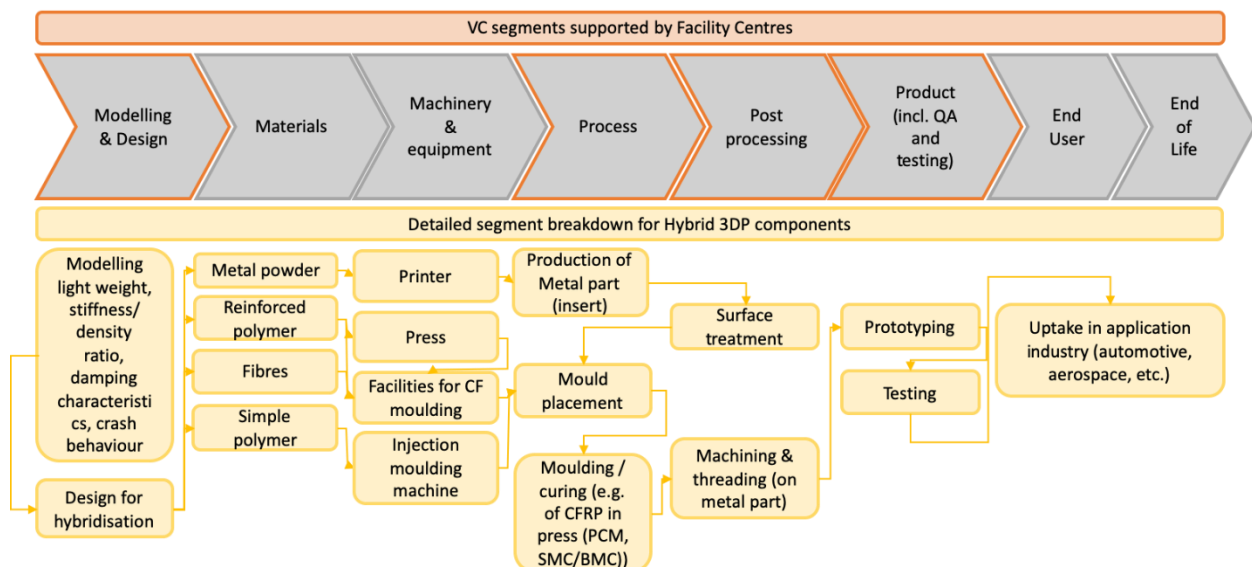 VC segments supported by Facility Centres
Modelling
& Design
Materials
Machinery
&
equipment
Process
Post
processing
Product
(incl. QA
and
testing)
End
User
End
of
Life
Detailed segment breakdown for Hybrid 3DP components
Modelling
light weight,
stiffness/
density
ratio,
damping
characteristi
cs, crash
behaviour
Design for
hybridisation
Metal powder
Reinforced
polymer
Fibres
Simple
polymer
Printer
Press
Facilities for CF
moulding
Injection
moulding
machine
Production of
Metal part
(insert)
Mould
placement
Moulding /
curing (e.g.
of CFRP in
press (PCM,
SMC/BMC))
Surface
treatment
Machining &
threading (on
metal part)
Prototyping
Testing
Uptake in application
industry (automotive,
aerospace, etc.)